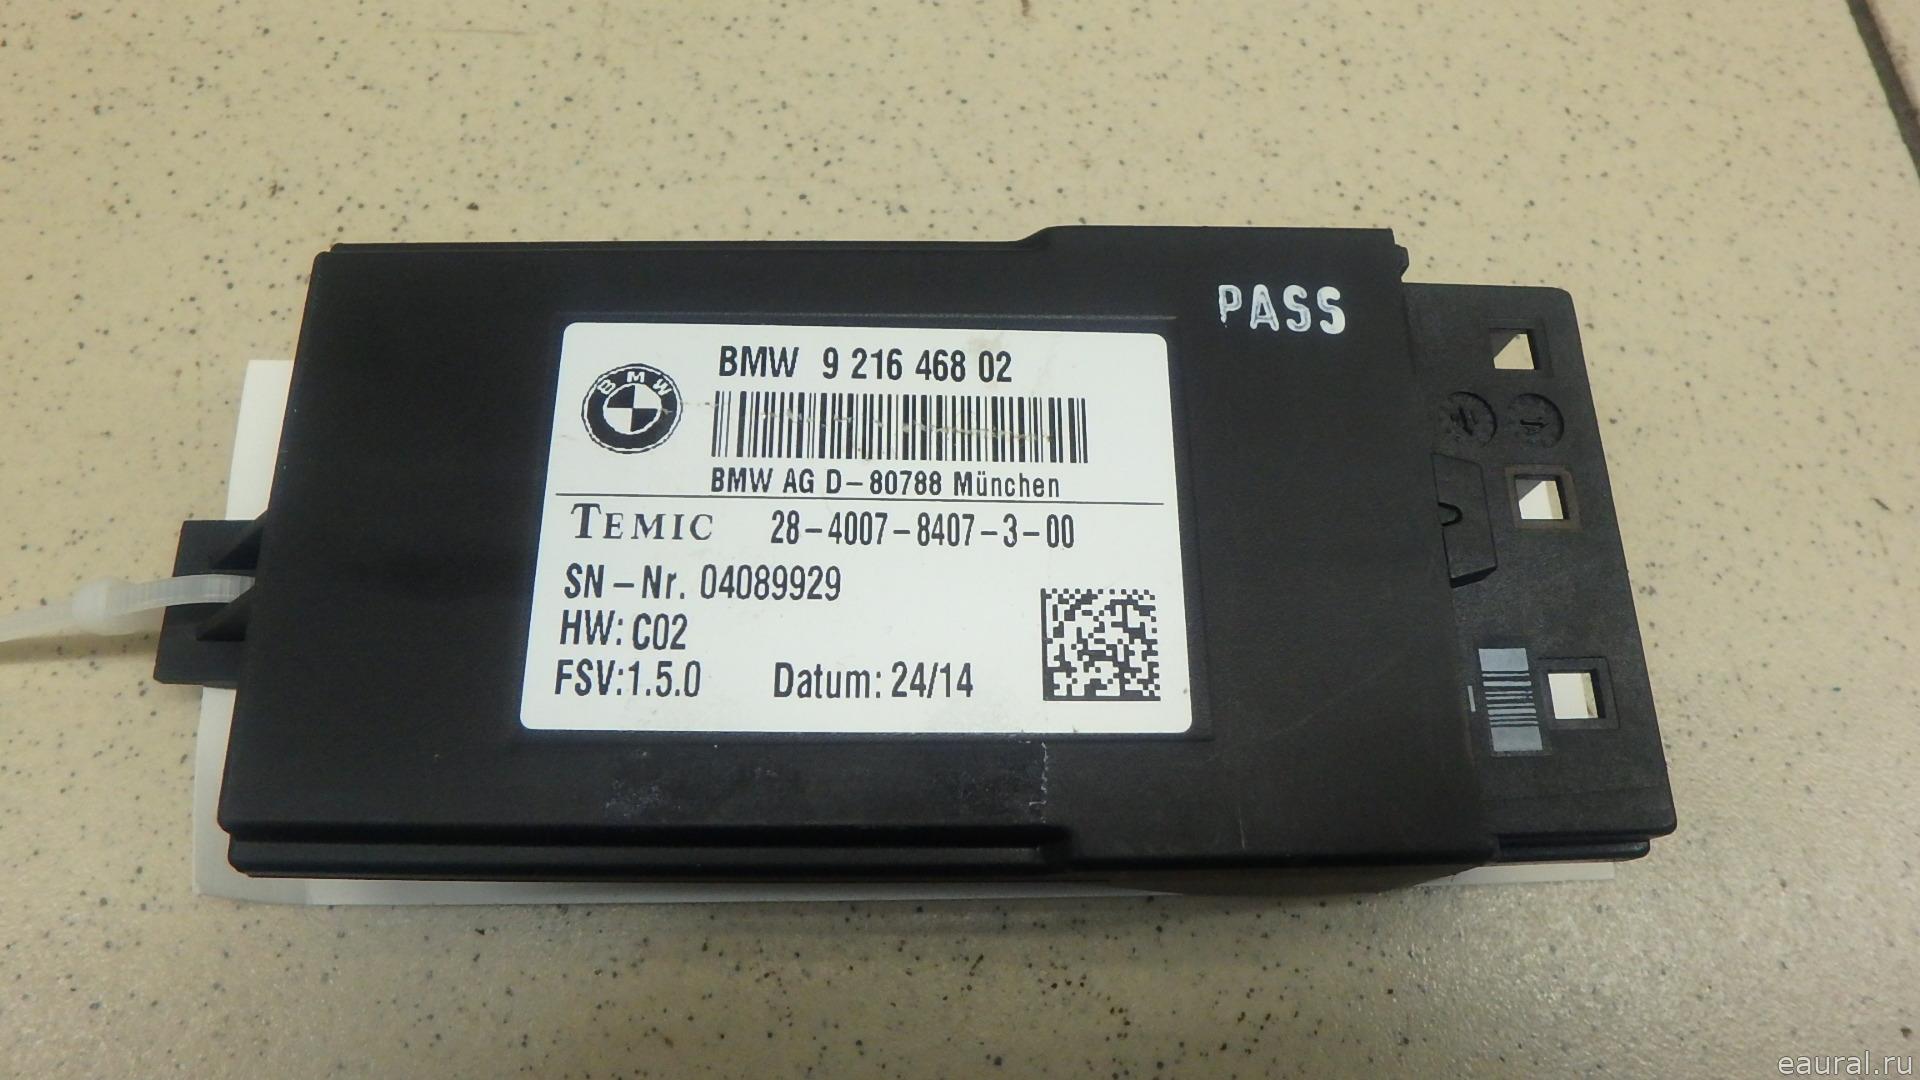 PASS
BMW 9 216 468 02
BMW
BMW AG D-80788 München
TEMIC 28-4007-8407-3-00
SN-Nr. 04089929
HW: C02
FSV:1.5.0 Datum: 24/14
eaural.ru